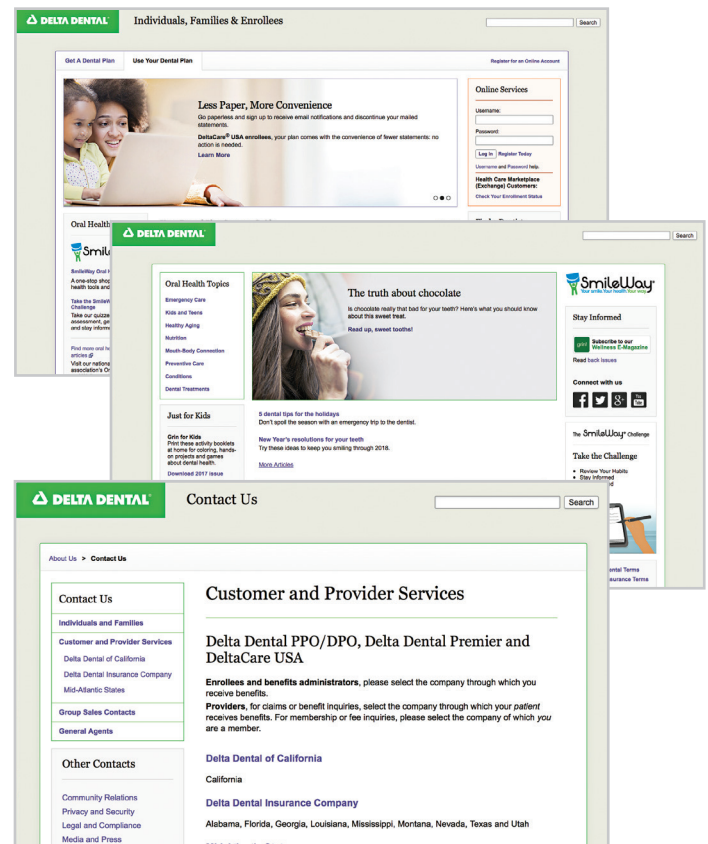 DELTA DENTAL
Individuals, Families & Enrollees
Search
Get A Dental Plan
Use Your Dental Plan
Register for an Online Account
Less Paper, More Convenience
Go paperless and sign up to receive email notifications and discontinue your mailed
statements.
DeltaCare® USA enrollees, your plan comes with the convenience of fewer statements: no
action is needed.
Learn More
Online Services
Username:
Password:
Log In Register Today
Username and Password help.
Health Care Marketplace
(Exchange) Customers:
Check Your Enrollment Status
Oral Health
SmileWay Oral
A one-stop shop
health tools and
Take the
Challenge
Take our quizzes
assessment,
and stay
Find more oral
articles
Visit our
association's
DELTA DENTAL
Search
Oral Health Topics
Emergency Care
Kids and Teens
Healthy Aging
Nutrition
Mouth-Body Connection
Preventive Care
Conditions
Dental Treatments
The truth about chocolate
Is chocolate really that bad for your teeth? Here's what you should know
about this sweet treat.
Read up, sweet tooths!
SmileWay
Your smile. Your health. Your way.
Stay Informed
grin!
Subscribe to our
Wellness E-Magazine
Read back issues
Connect with us
You
Tube
Just for Kids
Grin for Kids
Print these activity booklets
at home for coloring, hands-
on projects and games
about dental health.
Download 2017 issue
5 dental tips for the holidays
Don't spoil the season with an emergency trip to the dentist.
New Year's resolutions for your teeth
Try these ideas to keep you smiling through 2018.
More Articles
The SmileWay Challenge
Take the Challenge
• Review Your Habits
• Stay Informed
Terms
Terms
DELTA DENTAL
Contact Us
Search
About Us > Contact Us
Contact Us
Individuals and Families
Customer and Provider Services
Delta Dental of California
Delta Dental Insurance Company
Mid-Atlantic States
Group Sales Contacts
General Agents
Other Contacts
Community Relations
Privacy and Security
Legal and Compliance
Media and Press
Customer and Provider Services
Delta Dental PPO/DPO, Delta Dental Premier and
DeltaCare USA
Enrollees and benefits administrators, please select the company through which you
receive benefits.
Providers, for claims or benefit inquiries, select the company through which your patient
receives benefits. For membership or fee inquiries, please select the company of which you
are a member.
Delta Dental of California
California
Delta Dental Insurance Company
Alabama, Florida, Georgia, Louisiana, Mississippi, Montana, Nevada, Texas and Utah